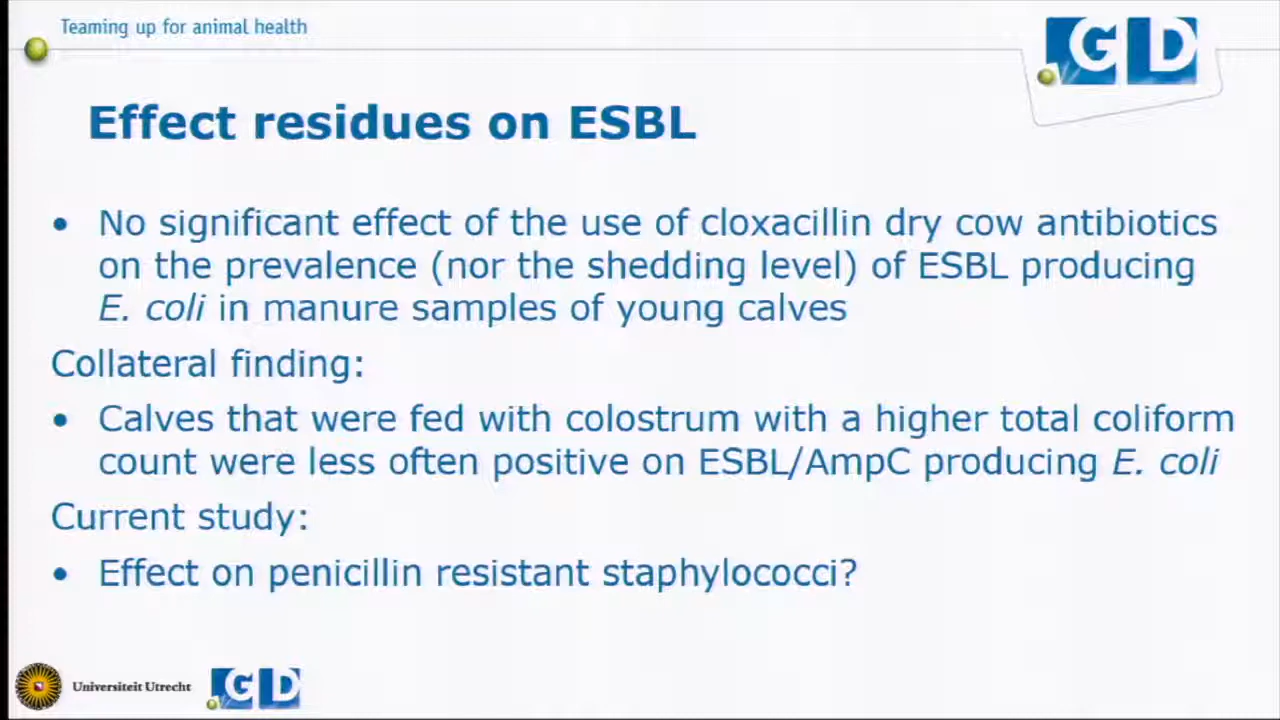 Teaming up for animal health
GD
Effect residues on ESBL
• No significant effect of the use of cloxacillin dry cow antibiotics
on the prevalence (nor the shedding level) of ESBL producing
E. coli in manure samples of young calves
Collateral finding:
• Calves that were fed with colostrum with a higher total coliform
count were less often positive on ESBL/AmpC producing E. coli
Current study:
• Effect on penicillin resistant staphylococci?
Universiteit Utrecht
GD